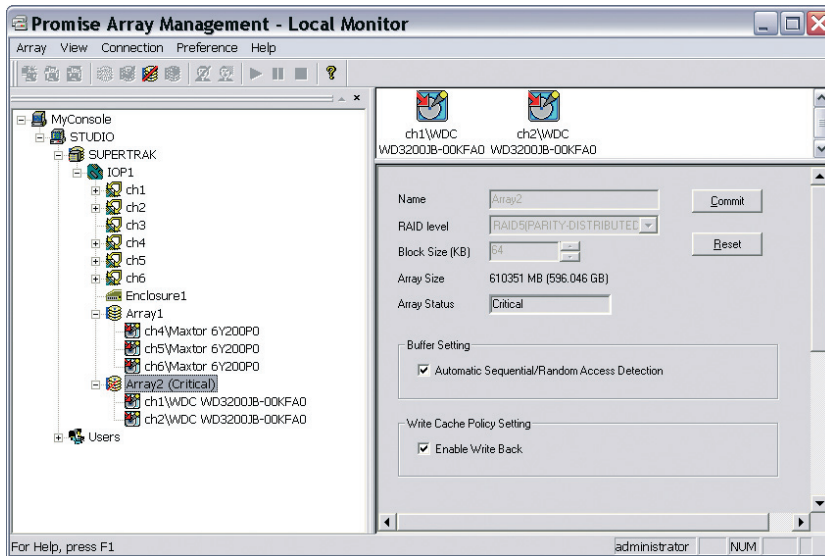 Promise Array Management - Local Monitor
Array View Connection Preference Help
MyConsole
STUDIO
SUPERTRAK
IOP1
ch1
ch2
ch3
ch4
ch5
ch6
Enclosure1
Array1
ch4\Maxtor 6Y200P0
ch5\Maxtor 6Y200P0
ch6\Maxtor 6Y200P0
Array2 (Critical)
ch1\WDC WD3200JB-00KFA0
ch2\WDC WD3200JB-00KFA0
Users
ch1\WDC ch2\WDC
WD3200JB-00KFA0 WD3200JB-00KFA0
Name Array2 Commit
RAID level RAID5(PARITY-DISTRIBUTED
Block Size (KB) 64 Reset
Array Size 610351 MB (596.046 GB)
Array Status Critical
Buffer Setting
Automatic Sequential/Random Access Detection
Write Cache Policy Setting
Enable Write Back
For Help, press F1 administrator NUM